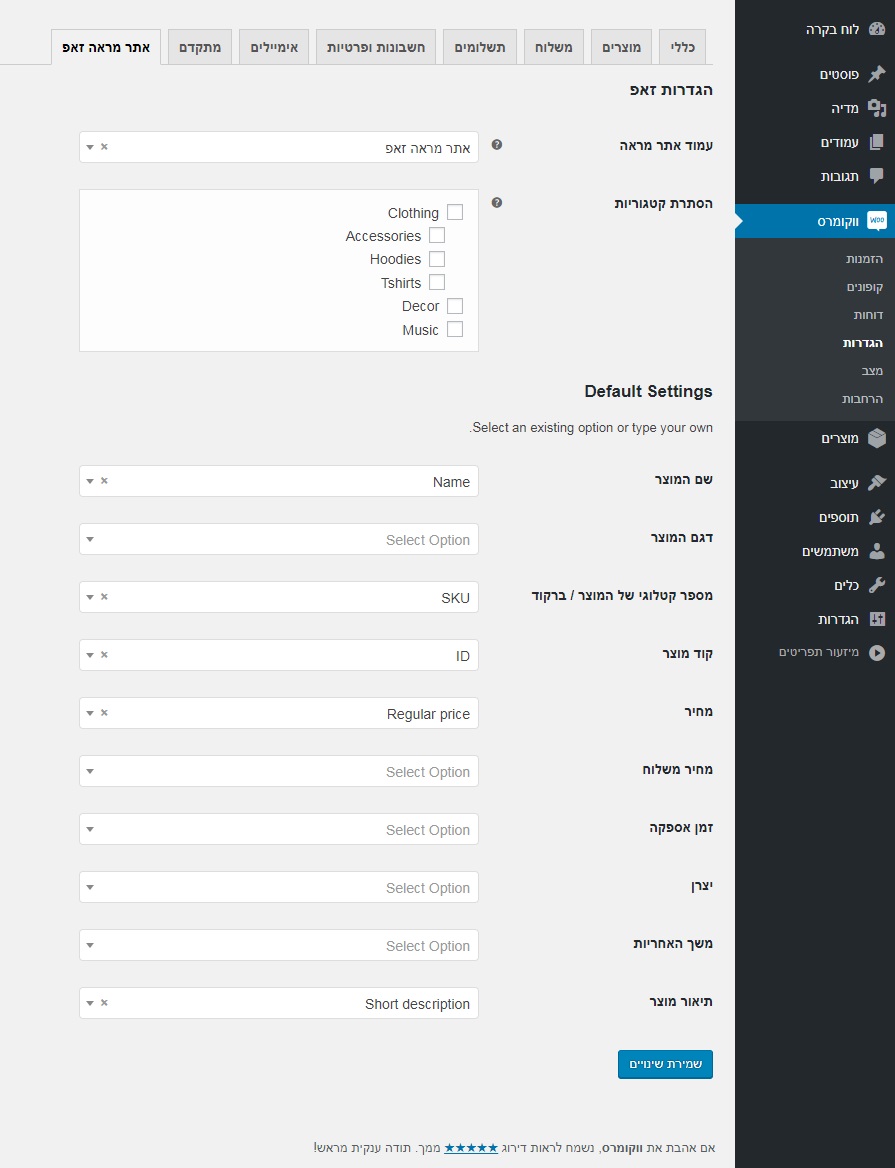 לוח בקרה
פוסטים
מדיה
עמודים
תגובות
Woo
ווקומרס
הזמנות
קופונים
דוחות
הגדרות
מצב
הרחבות
מוצרים
עיצוב
תוספים
משתמשים
כלים
הגדרות
מיזעור תפריטים
כללי מוצרים משלוח תשלומים חשבונות ופרטיות אימיילים מתקדם אתר מראה זאפ
הגדרות זאפ
עמוד אתר מראה ? אתר מראה זאפ ×
הסתרת קטגוריות ?
Clothing
Accessories
Hoodies
Tshirts
Decor
Music
Default Settings
Select an existing option or type your own.
שם המוצר Name ×
דגם המוצר Select Option
מספר קטלוגי של המוצר / ברקוד SKU ×
קוד מוצר ID ×
מחיר Regular price ×
מחיר משלוח Select Option
זמן אספקה Select Option
יצרן Select Option
משך האחריות Select Option
תיאור מוצר Short description ×
שמירת שינויים
אם אהבת את ווקומרס, נשמח לראות דירוג ★★★★★ ממך. תודה ענקית מראש!